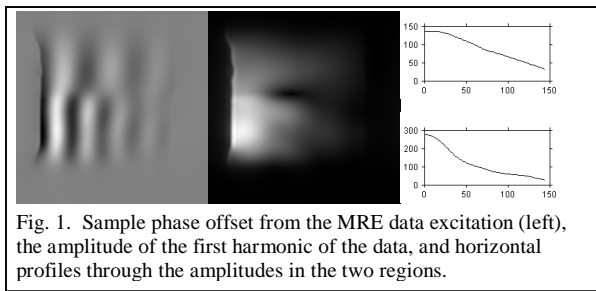 150
100
50
0
0 50 100 150
300
200
100
0
0 50 100 150
Fig. 1. Sample phase offset from the MRE data excitation (left),
the amplitude of the first harmonic of the data, and horizontal
profiles through the amplitudes in the two regions.